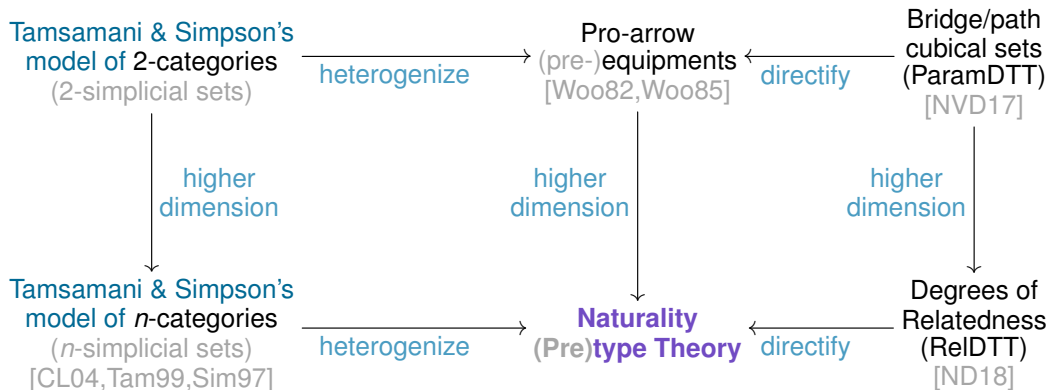 Tamsamani & Simpson's
model of 2-categories
(2-simplicial sets)
heterogenize
Pro-arrow
(pre-)equipments
[Woo82,Woo85]
directify
Bridge/path
cubical sets
(ParamDTT)
[NVD17]
higher
dimension
higher
dimension
higher
dimension
Tamsamani & Simpson's
model of n-categories
(n-simplicial sets)
[CL04,Tam99,Sim97]
heterogenize
Naturality
(Pre)type Theory
directify
Degrees of
Relatedness
(RelDTT)
[ND18]